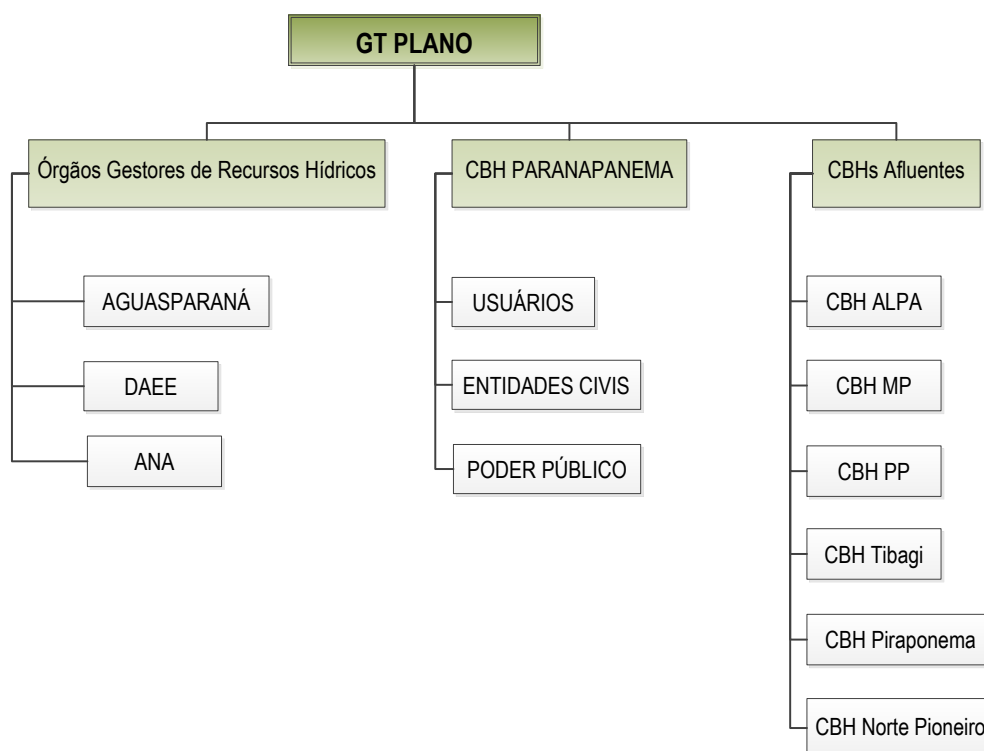 GT PLANO
Órgãos Gestores de Recursos Hídricos
AGUASPARANÁ
DAEE
ANA
CBH PARANAPANEMA
USUÁRIOS
ENTIDADES CIVIS
PODER PÚBLICO
CBHs Afluentes
CBH ALPA
CBH MP
CBH PP
CBH Tibagi
CBH Piraponema
CBH Norte Pioneiro